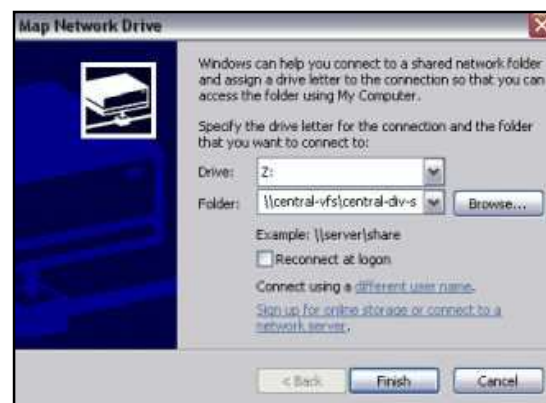 Map Network Drive
Windows can help you connect to a shared network folder
and assign a drive letter to the connection so that you can
access the folder using My Computer.
Specify the drive letter for the connection and the folder
that you want to connect to:
Drive: Z:
Folder: \\central-vfs\central-div-s Browse...
Example: \\server\share
Reconnect at logon
Connect using a different user name.
Sign up for online storage or connect to a
network server.
< Back Finish Cancel